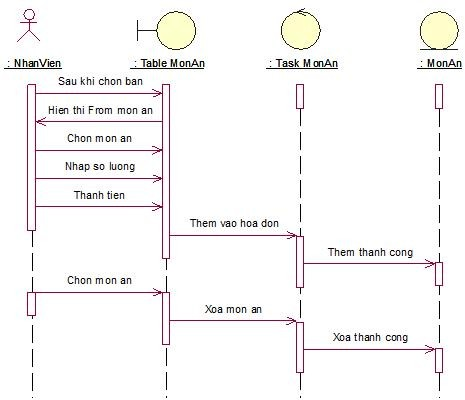 : NhanVien
: Table MonAn
: Task MonAn
: MonAn
Sau khi chon ban
Hien thi From mon an
Chon mon an
Nhap so luong
Thanh tien
Them vao hoa don
Them thanh cong
Chon mon an
Xoa mon an
Xoa thanh cong